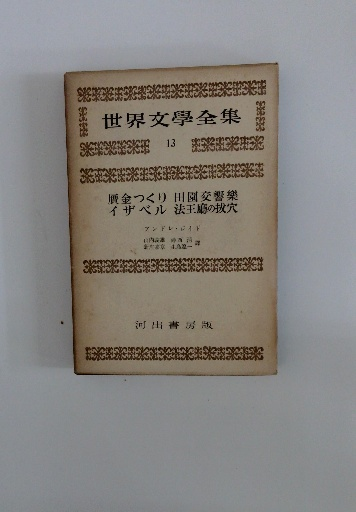 世界文學全集
13
贋金つくり 田園交響樂
イザベル 法王廳の拔穴
アンドレ・ジイド
譯
河出書房版